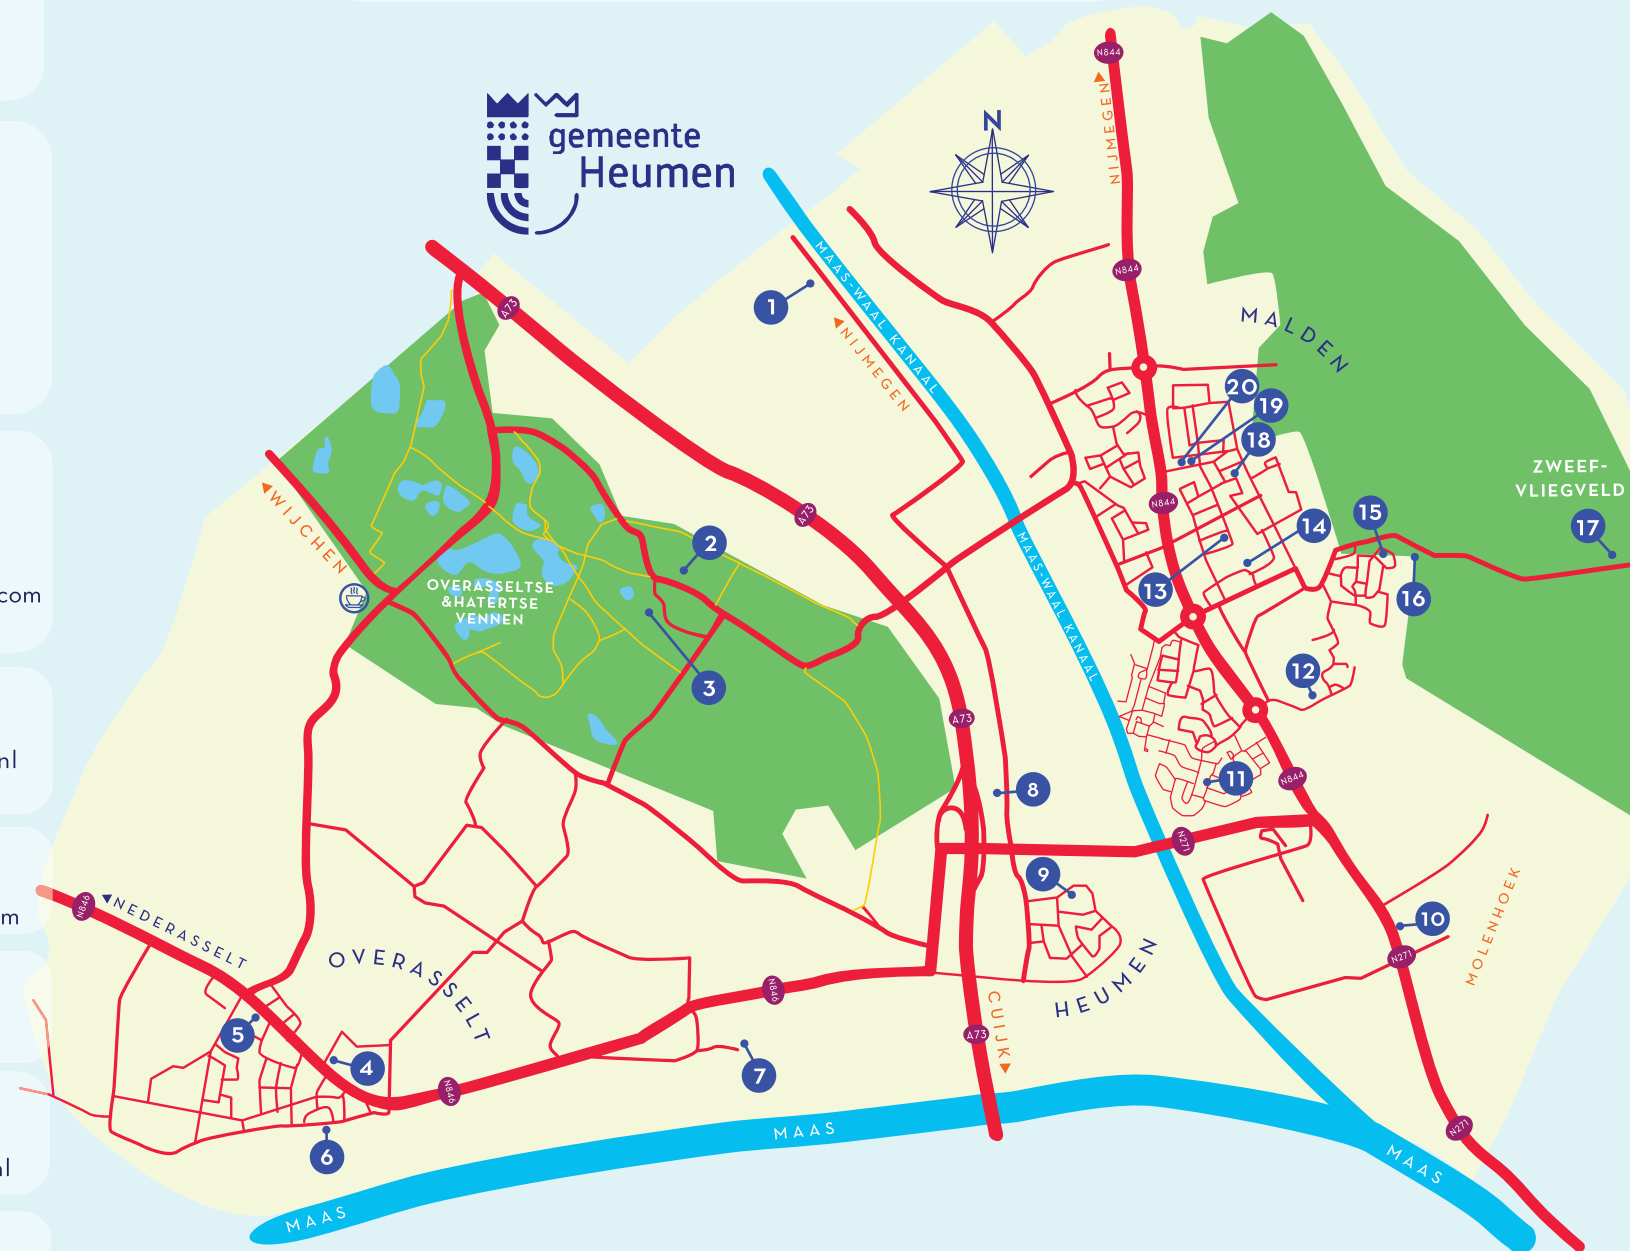 gemeente
Heumen
N
N844
NIJMEGEN
MAAS-WAAL KANAAL
N844
A73
1
NIJMEGEN
MALDEN
20
19
18
ZWEEF-
VLIEGVELD
WIJCHEN
A73
N844
15
14
17
2
MAAS-WAAL KANAAL
OVERASSELTSE
&HATERTSE
VENNEN
com
13
16
3
12
A73
nl
8
11
N844
N271
9
N846
NEDERASSELT
m
10
MOLENHOEK
OVERASSELT
HEUMEN
N271
N846
CUIJK
5
A73
4
7
N846
MAAS
N271
6
MAAS
nl
MAAS